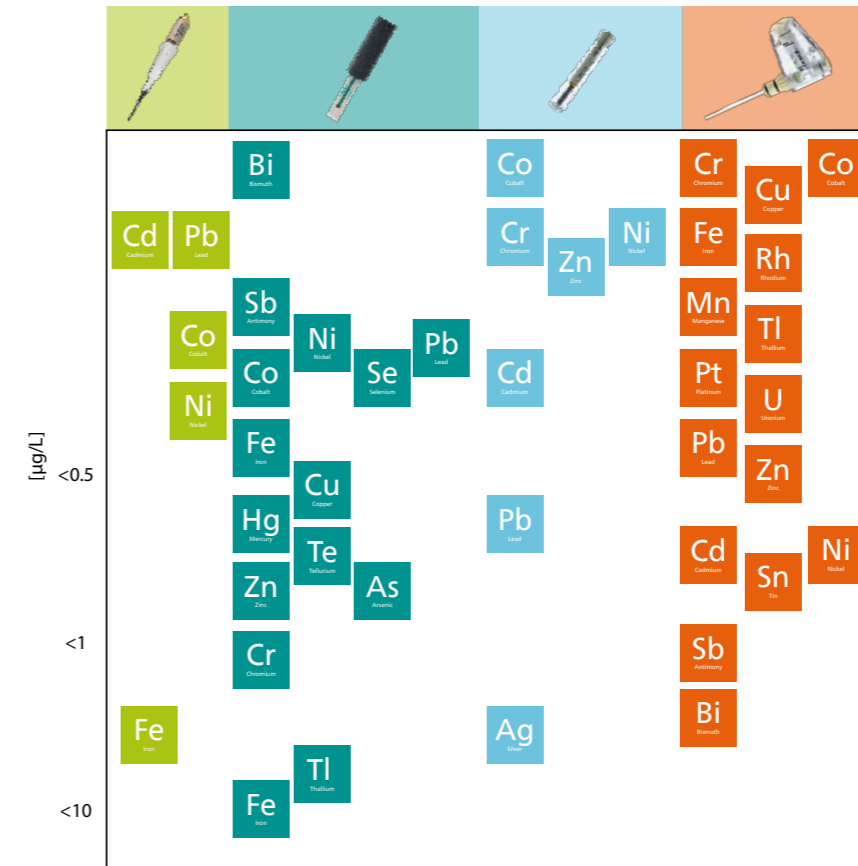 Bi
Bismuth
Co
Cobalt
Cr
Chromium
Cu
Copper
Co
Cobalt
Cd
Cadmium
Pb
Lead
Cr
Chromium
Zn
Zinc
Ni
Nickel
Fe
Iron
Rh
Rhodium
Sb
Antimony
Mn
Manganese
Co
Cobalt
Ni
Nickel
Pb
Lead
Tl
Thallium
Co
Cobalt
Se
Selenium
Cd
Cadmium
Pt
Platinum
Ni
Nickel
U
Uranium
[µg/L]
Fe
Iron
Pb
Lead
<0.5
Zn
Zinc
Cu
Copper
Hg
Mercury
Pb
Lead
Te
Tellurium
Cd
Cadmium
Sn
Tin
Ni
Nickel
Zn
Zinc
As
Arsenic
<1
Cr
Chromium
Sb
Antimony
Fe
Iron
Ag
Silver
Bi
Bismuth
Tl
Thallium
<10
Fe
Iron